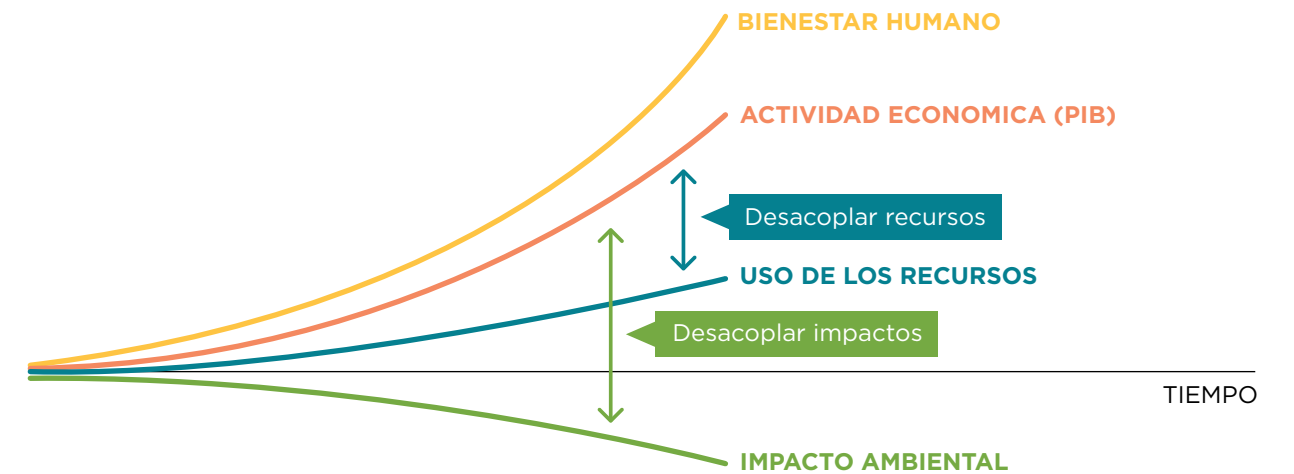 BIENESTAR HUMANO
ACTIVIDAD ECONOMICA (PIB)
Desacoplar recursos
USO DE LOS RECURSOS
Desacoplar impactos
TIEMPO
IMPACTO AMBIENTAL